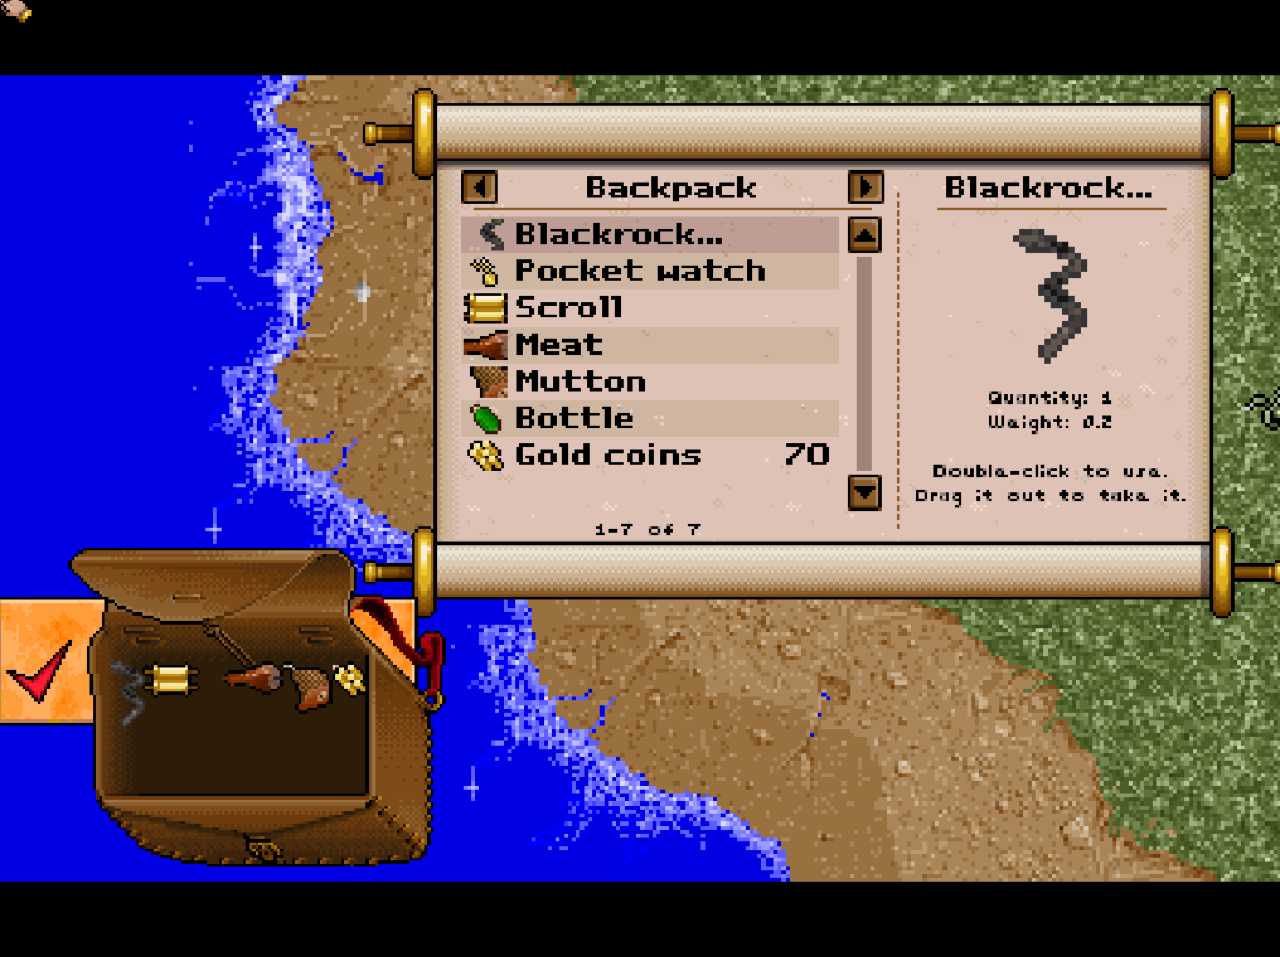 Backpack
Blackrock...
Pocket watch
Scroll
Meat
Mutton
Bottle
Gold coins 70
1-7 of 7
Blackrock...
Quantity: 1
Weight: 0.2
Double-click to use.
Drag it out to take it.